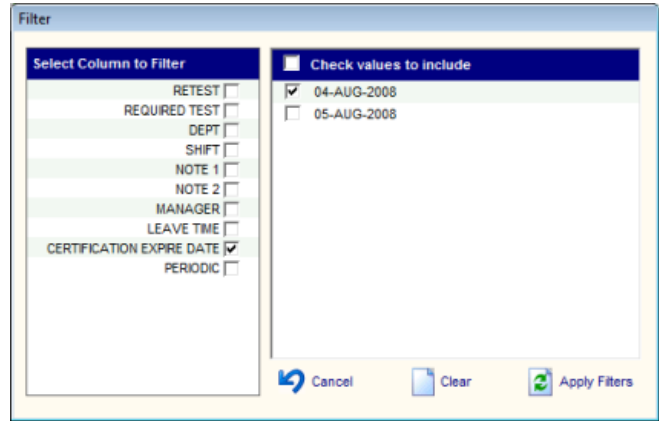 Filter
Select Column to Filter
RETEST
REQUIRED TEST
DEPT
SHIFT
NOTE 1
NOTE 2
MANAGER
LEAVE TIME
CERTIFICATION EXPIRE DATE
PERIODIC
Check values to include
04-AUG-2008
05-AUG-2008
Cancel
Clear
Apply Filters